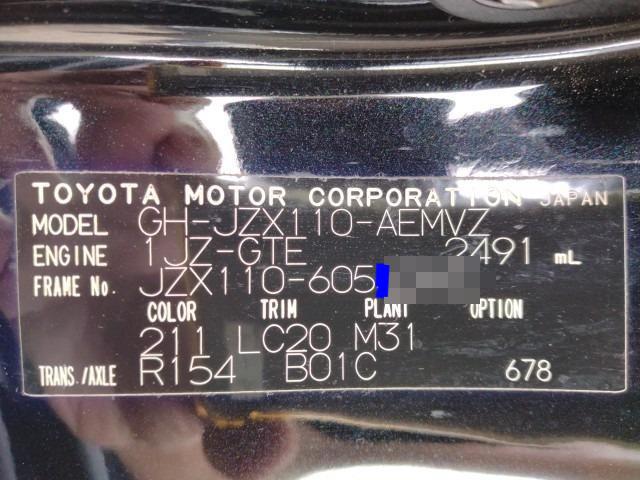 TOYOTA MOTOR CORPORATION JAPAN
MODEL GH-JZX110-AEMVZ
ENGINE 1JZ-GTE 2491 mL
FRAME No. JZX110-605
COLOR TRIM PLANT OPTION
211 LC20 M31
TRANS./AXLE R154 B01C 678